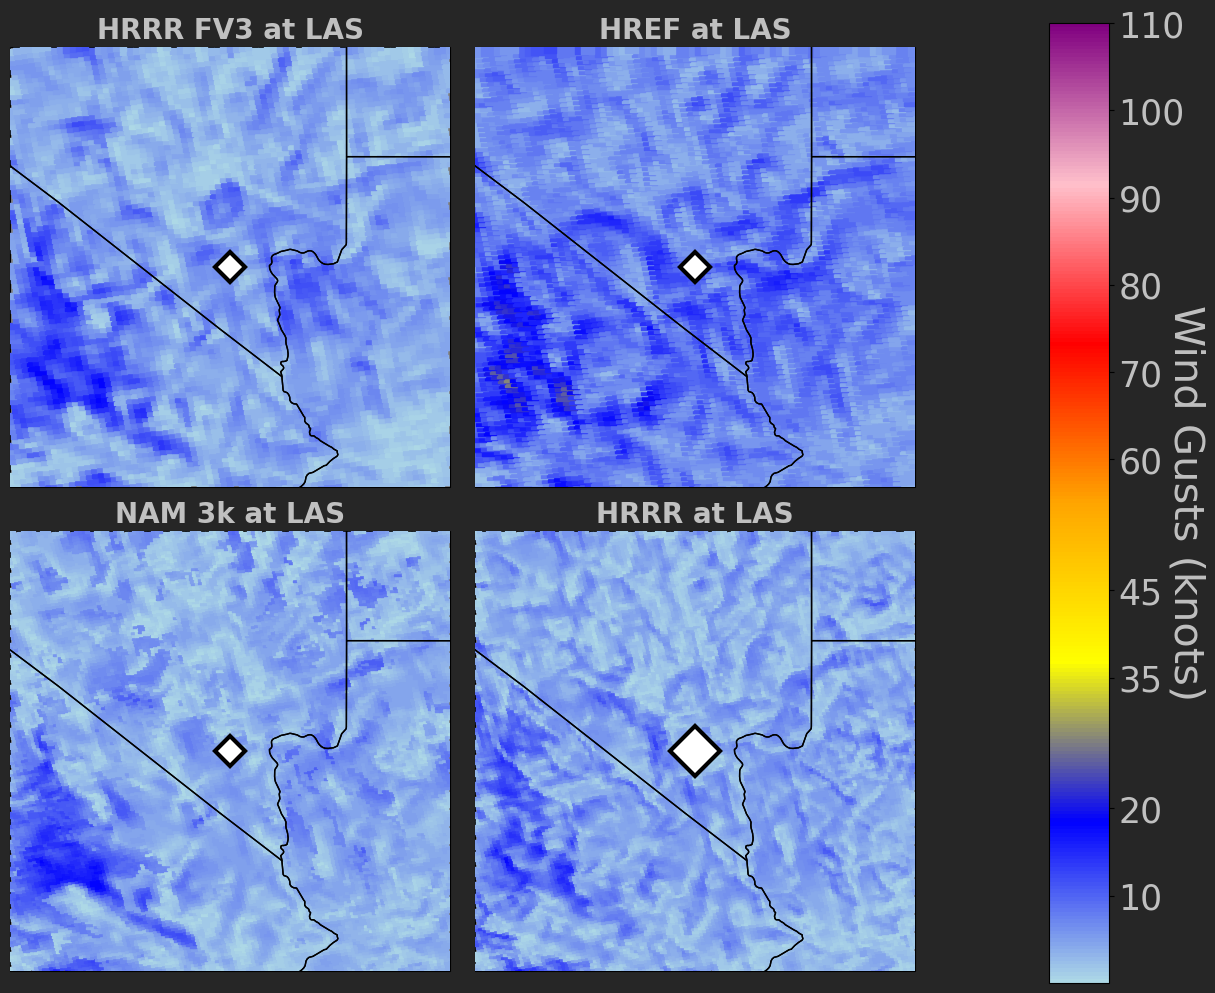 HRRR FV3 at LAS
HREF at LAS
NAM 3k at LAS
HRRR at LAS
110
100
90
80
70
60
45
35
20
10
Wind Gusts (knots)